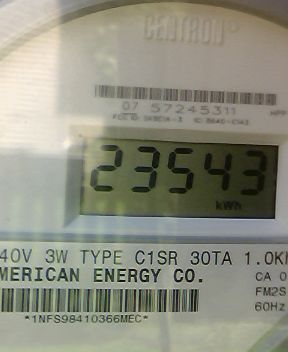 CENTRON®
07 57245311
23543
kWh
40V 3W TYPE C1SR 30TA 1.0K
MERICAN ENERGY CO.
CA 0
FM2S
60Hz
*1NFS98410366MEC*